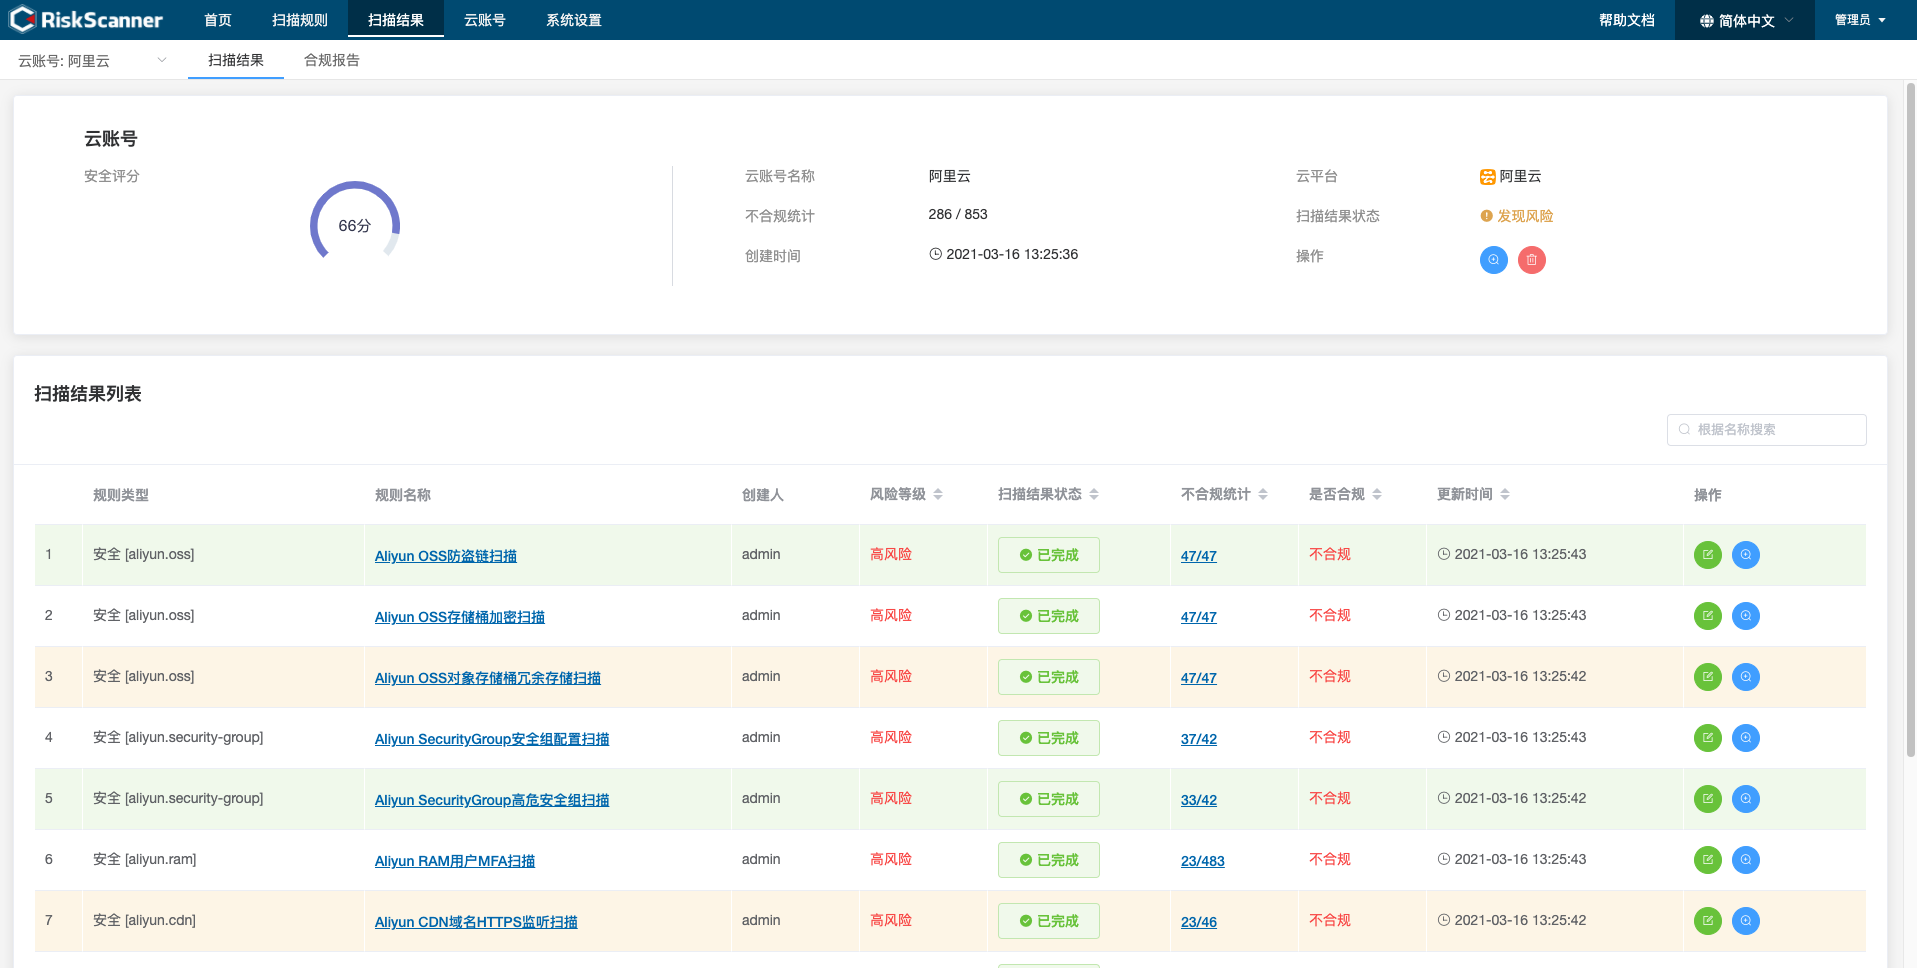 RiskScanner 首页 扫描规则 扫描结果 云账号 系统设置 帮助文档 简体中文 管理员
云账号: 阿里云 扫描结果 合规报告
云账号
安全评分 云账号名称 阿里云 云平台 阿里云
66分 不合规统计 286 / 853 扫描结果状态 发现风险
创建时间 2021-03-16 13:25:36 操作
扫描结果列表
根据名称搜索
规则类型 规则名称 创建人 风险等级 扫描结果状态 不合规统计 是否合规 更新时间 操作
1 安全 [aliyun.oss] Aliyun OSS防盗链扫描 admin 高风险 已完成 47/47 不合规 2021-03-16 13:25:43
2 安全 [aliyun.oss] Aliyun OSS存储桶加密扫描 admin 高风险 已完成 47/47 不合规 2021-03-16 13:25:43
3 安全 [aliyun.oss] Aliyun OSS对象存储桶冗余存储扫描 admin 高风险 已完成 47/47 不合规 2021-03-16 13:25:42
4 安全 [aliyun.security-group] Aliyun SecurityGroup安全组配置扫描 admin 高风险 已完成 37/42 不合规 2021-03-16 13:25:43
5 安全 [aliyun.security-group] Aliyun SecurityGroup高危安全组扫描 admin 高风险 已完成 33/42 不合规 2021-03-16 13:25:42
6 安全 [aliyun.ram] Aliyun RAM用户MFA扫描 admin 高风险 已完成 23/483 不合规 2021-03-16 13:25:43
7 安全 [aliyun.cdn] Aliyun CDN域名HTTPS监听扫描 admin 高风险 已完成 23/46 不合规 2021-03-16 13:25:42